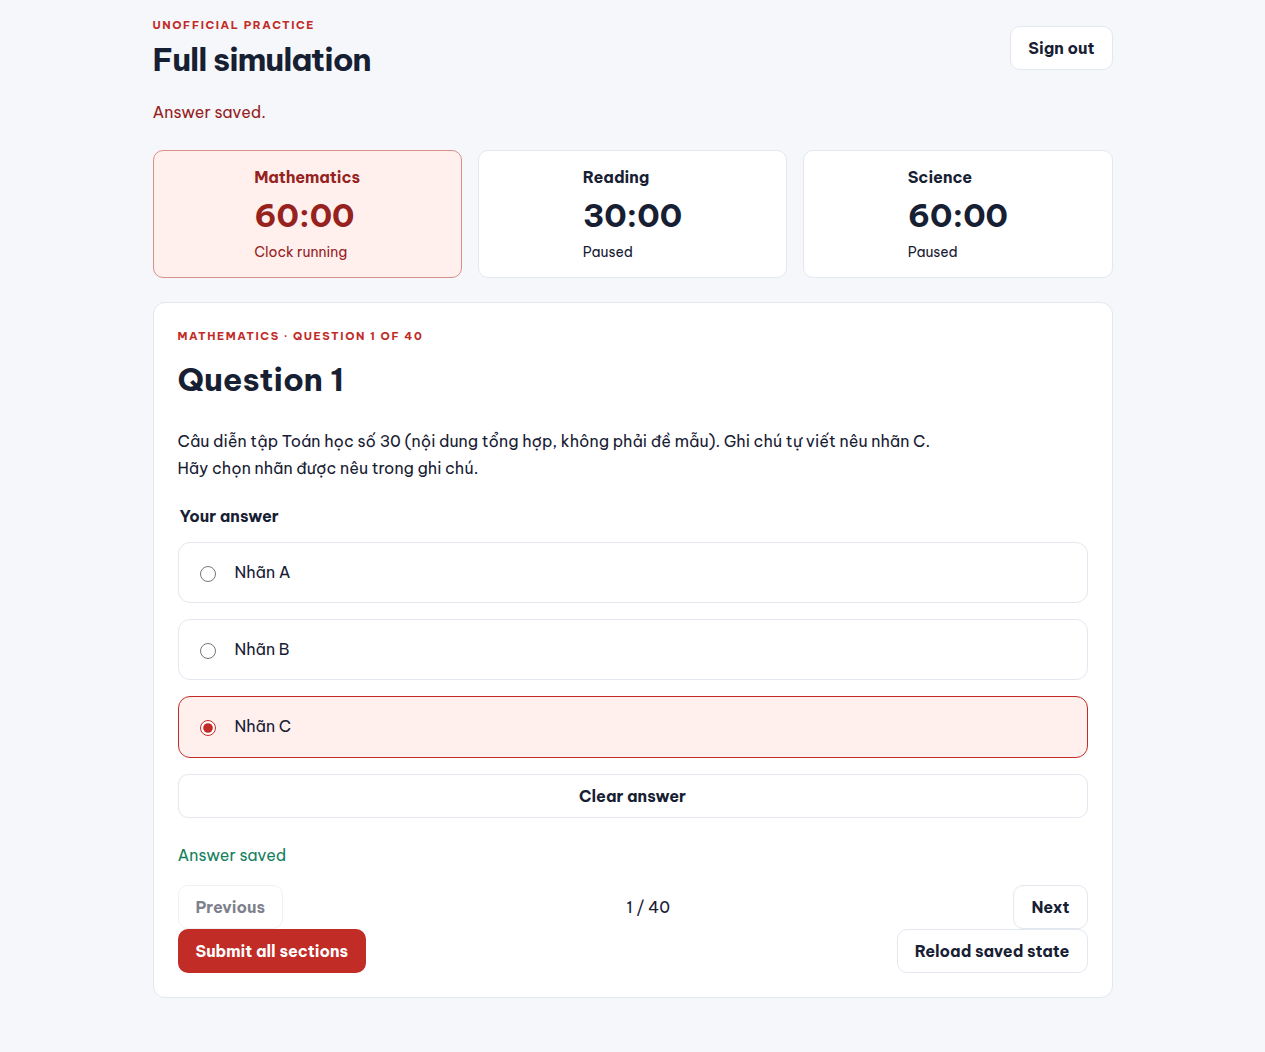 UNOFFICIAL PRACTICE
Full simulation
Sign out
Answer saved.
Mathematics
60:00
Clock running
Reading
30:00
Paused
Science
60:00
Paused
MATHEMATICS · QUESTION 1 OF 40
Question 1
Câu diễn tập Toán học số 30 (nội dung tổng hợp, không phải đề mẫu). Ghi chú tự viết nêu nhãn C.
Hãy chọn nhãn được nêu trong ghi chú.
Your answer
Nhãn A
Nhãn B
Nhãn C
Clear answer
Answer saved
Previous
1 / 40
Next
Submit all sections
Reload saved state